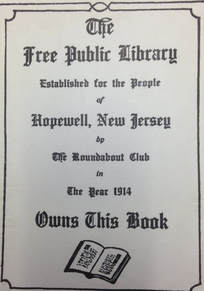 The
Free Public Library
Established for the People
of
Hopewell, New Jersey
by
The Roundabout Club
in
The Year 1914
Owns This Book